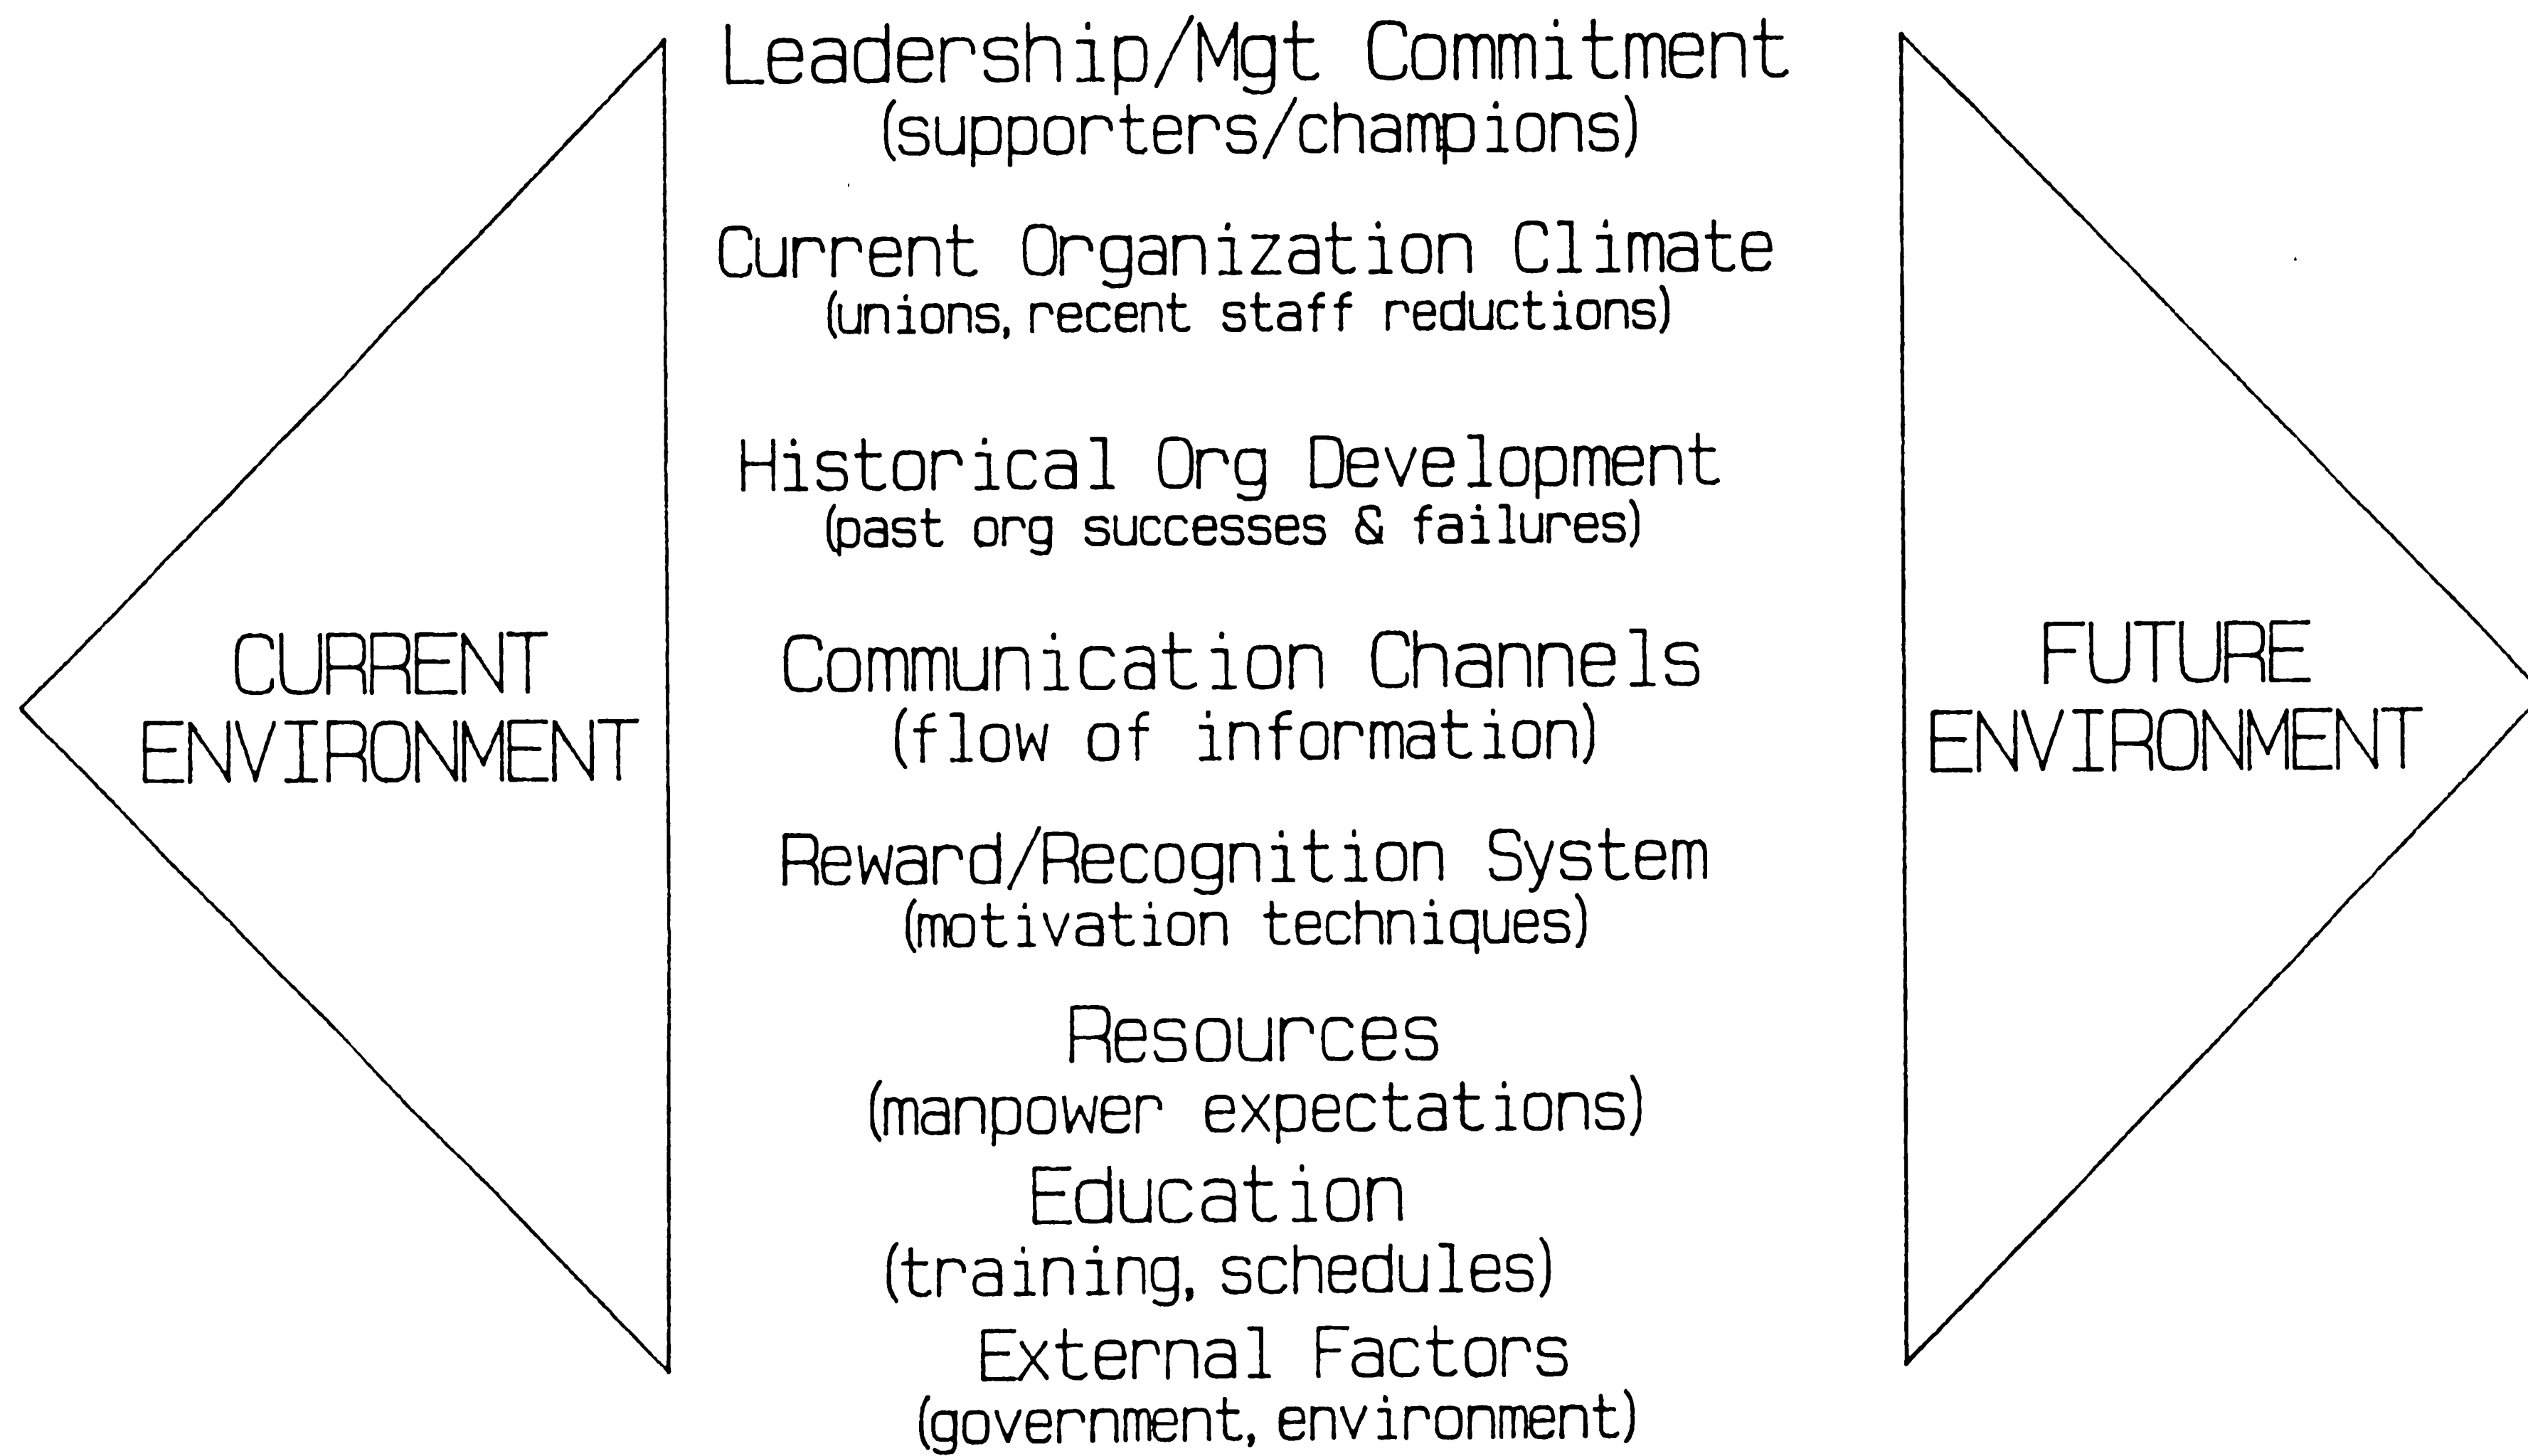 Leadership/Mgt Commitment
(supporters/champions)
Current Organization Climate
(unions, recent staff reductions)
Historical Org Development
(past org successes & failures)
CURRENT
ENVIRONMENT
Communication Channels
(flow of information)
FUTURE
ENVIRONMENT
Reward/Recognition System
(motivation techniques)
Resources
(manpower expectations)
Education
(training, schedules)
External Factors
(government, environment)